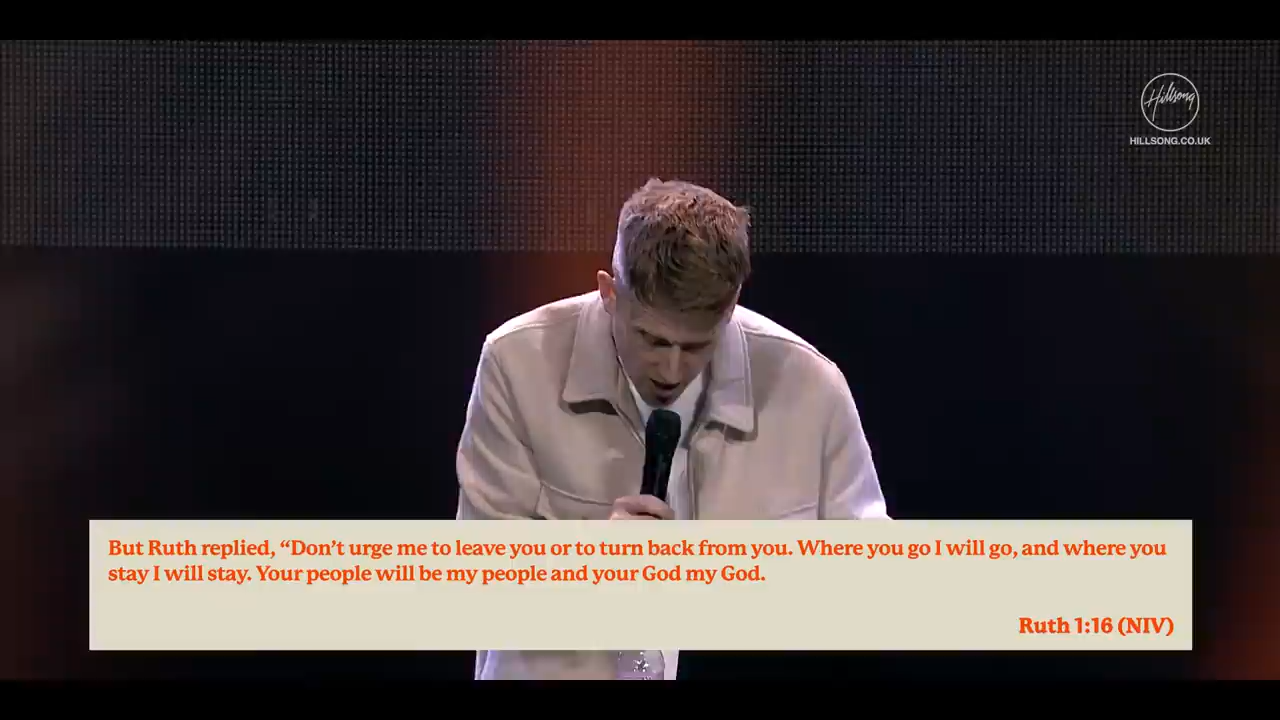 Hillsong
HILLSONG.CO.UK
But Ruth replied, “Don’t urge me to leave you or to turn back from you. Where you go I will go, and where you
stay I will stay. Your people will be my people and your God my God.
Ruth 1:16 (NIV)